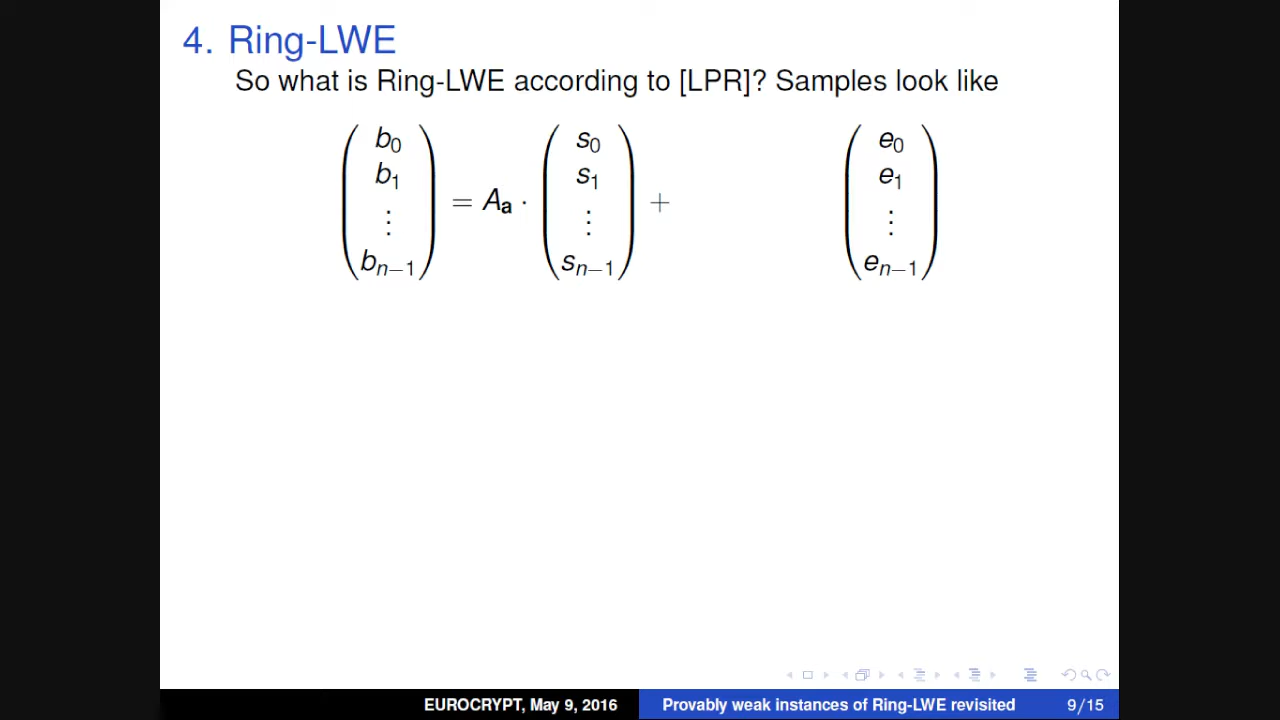 4. Ring-LWE
So what is Ring-LWE according to [LPR]? Samples look like
b0 s0 e0
b1 s1 e1
= Aa · +
⋮ ⋮ ⋮
bn−1 sn−1 en−1
EUROCRYPT, May 9, 2016 Provably weak instances of Ring-LWE revisited 9/15